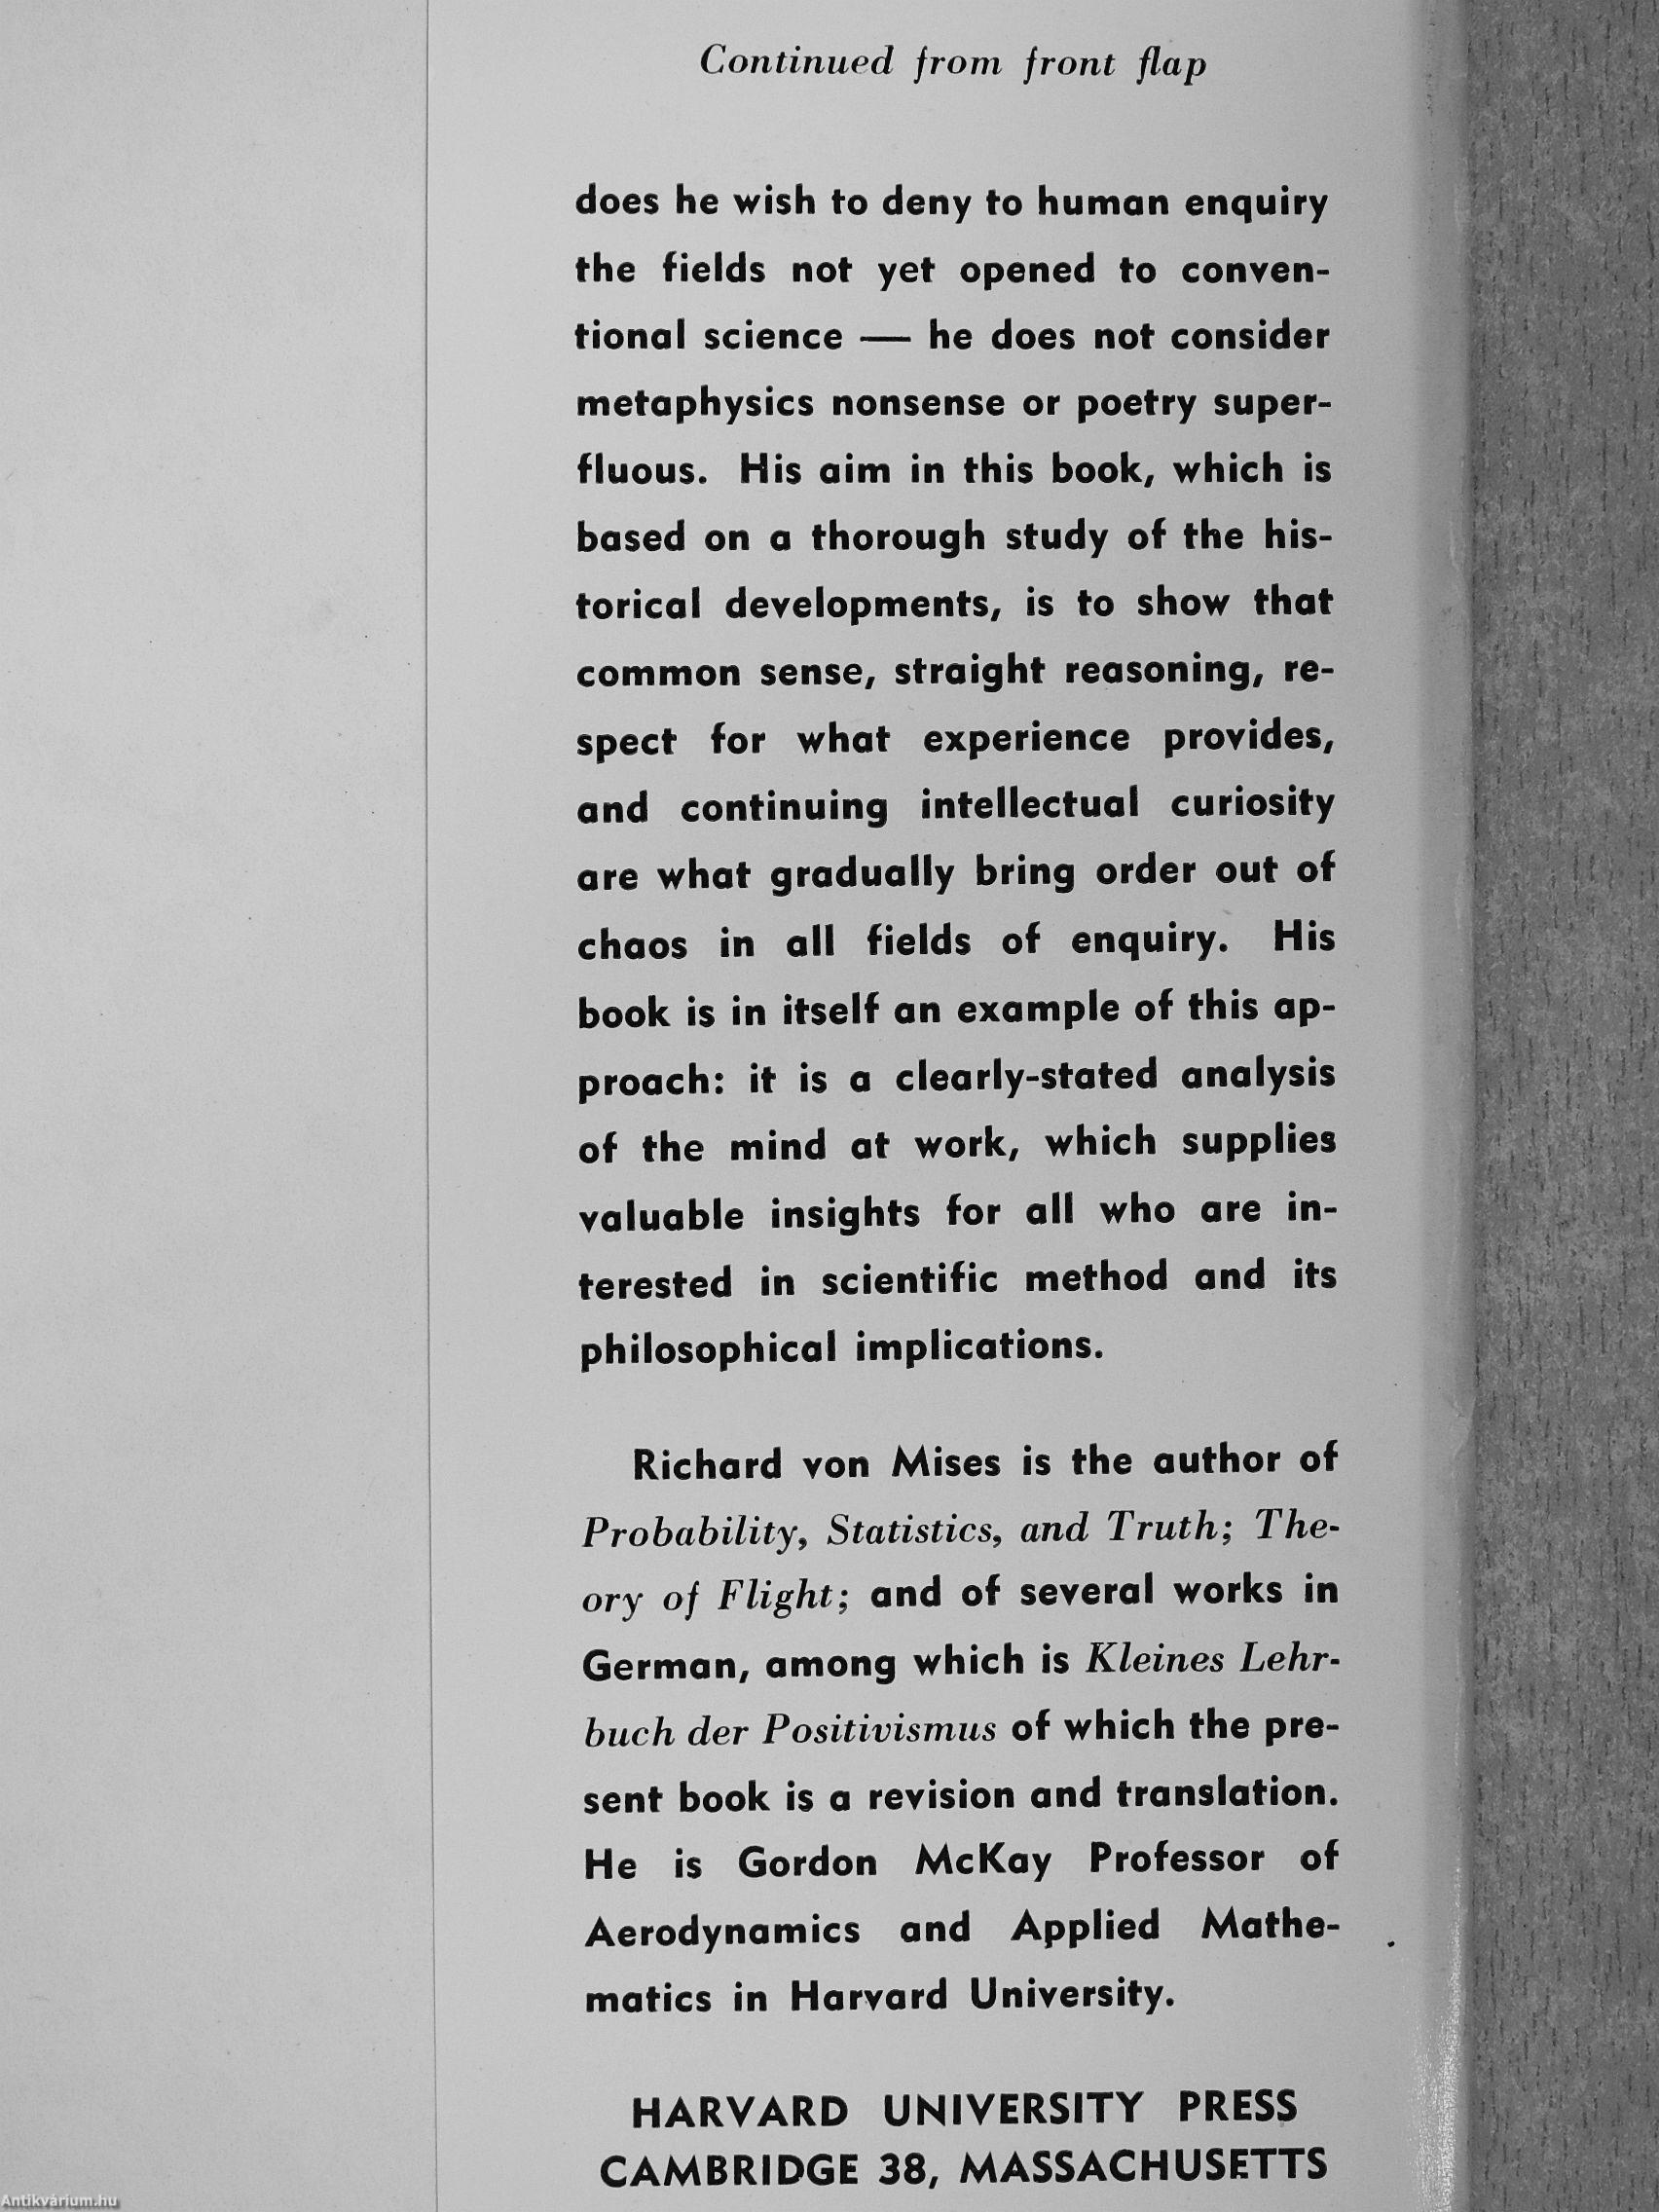 Continued from front flap
does he wish to deny to human enquiry
the fields not yet opened to conven-
tional science — he does not consider
metaphysics nonsense or poetry super-
fluous. His aim in this book, which is
based on a thorough study of the his-
torical developments, is to show that
common sense, straight reasoning, re-
spect for what experience provides,
and continuing intellectual curiosity
are what gradually bring order out of
chaos in all fields of enquiry. His
book is in itself an example of this ap-
proach: it is a clearly-stated analysis
of the mind at work, which supplies
valuable insights for all who are in-
terested in scientific method and its
philosophical implications.
Richard von Mises is the author of
Probability, Statistics, and Truth; The-
ory of Flight; and of several works in
German, among which is Kleines Lehr-
buch der Positivismus of which the pre-
sent book is a revision and translation.
He is Gordon McKay Professor of
Aerodynamics and Applied Mathe-
matics in Harvard University.
HARVARD UNIVERSITY PRESS
CAMBRIDGE 38, MASSACHUSETTS
Antikvárium.hu